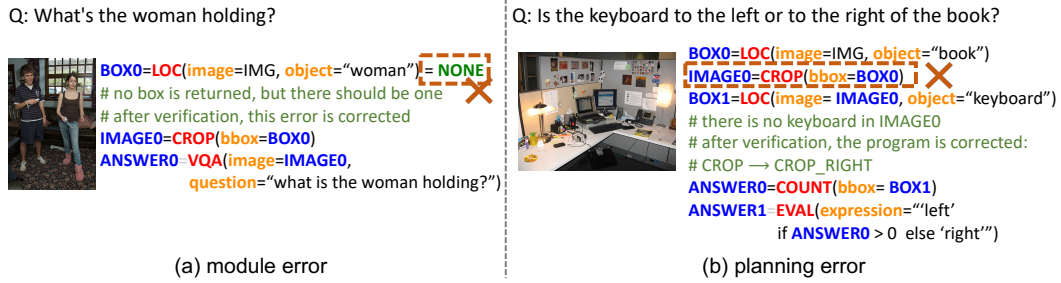 Q: What's the woman holding?
BOX0=LOC(image=IMG, object=“woman”) = NONE
# no box is returned, but there should be one
# after verification, this error is corrected
IMAGE0=CROP(bbox=BOX0)
ANSWER0=VQA(image=IMAGE0,
question=“what is the woman holding?”)
(a) module error
Q: Is the keyboard to the left or to the right of the book?
BOX0=LOC(image=IMG, object=“book”)
IMAGE0=CROP(bbox=BOX0)
BOX1=LOC(image= IMAGE0, object=“keyboard”)
# there is no keyboard in IMAGE0
# after verification, the program is corrected:
# CROP ⟶ CROP_RIGHT
ANSWER0=COUNT(bbox= BOX1)
ANSWER1=EVAL(expression=“‘left’
if ANSWER0 > 0 else ‘right’”)
(b) planning error